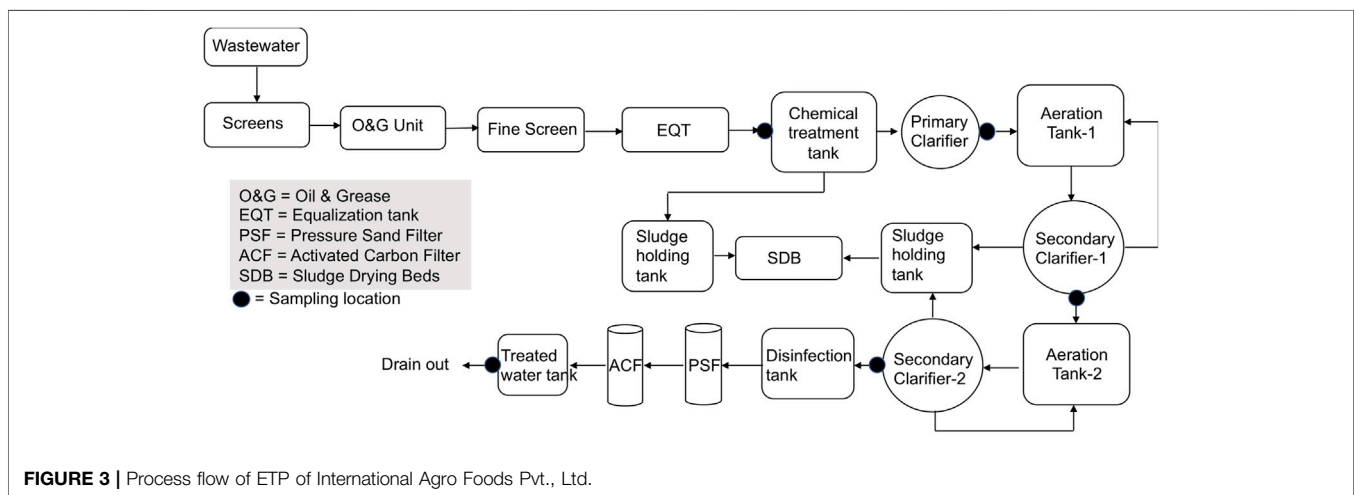 Wastewater
Screens
O&G Unit
Fine Screen
EQT
Chemical
treatment
tank
Primary
Clarifier
Aeration
Tank-1
O&G = Oil & Grease
EQT = Equalization tank
PSF = Pressure Sand Filter
ACF = Activated Carbon Filter
SDB = Sludge Drying Beds
= Sampling location
Sludge
holding
tank
SDB
Sludge
holding
tank
Secondary
Clarifier-1
Drain out
Treated
water tank
ACF
PSF
Disinfection
tank
Secondary
Clarifier-2
Aeration
Tank-2
FIGURE 3 | Process flow of ETP of International Agro Foods Pvt., Ltd.